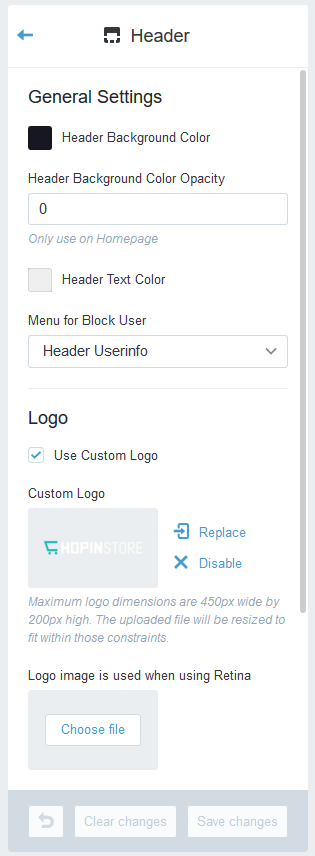 Header
General Settings
Header Background Color
Header Background Color Opacity
0
Only use on Homepage
Header Text Color
Menu for Block User
Header Userinfo
Logo
Use Custom Logo
Custom Logo
HOPINSTORE
Replace
Disable
Maximum logo dimensions are 450px wide by
200px high. The uploaded file will be resized to
fit within those constraints.
Logo image is used when using Retina
Choose file
Clear changes
Save changes